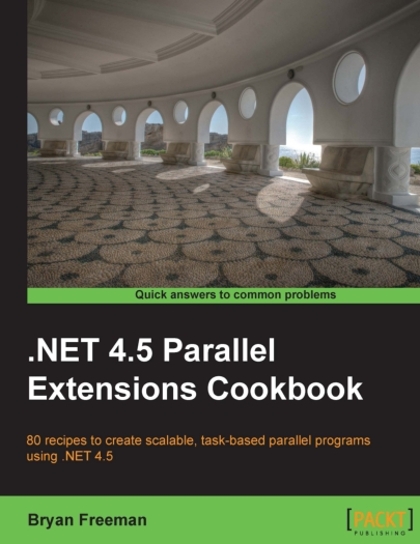 Quick answers to common problems
.NET 4.5 Parallel
Extensions Cookbook
80 recipes to create scalable, task-based parallel programs
using .NET 4.5
Bryan Freeman
[PACKT]
PUBLISHING